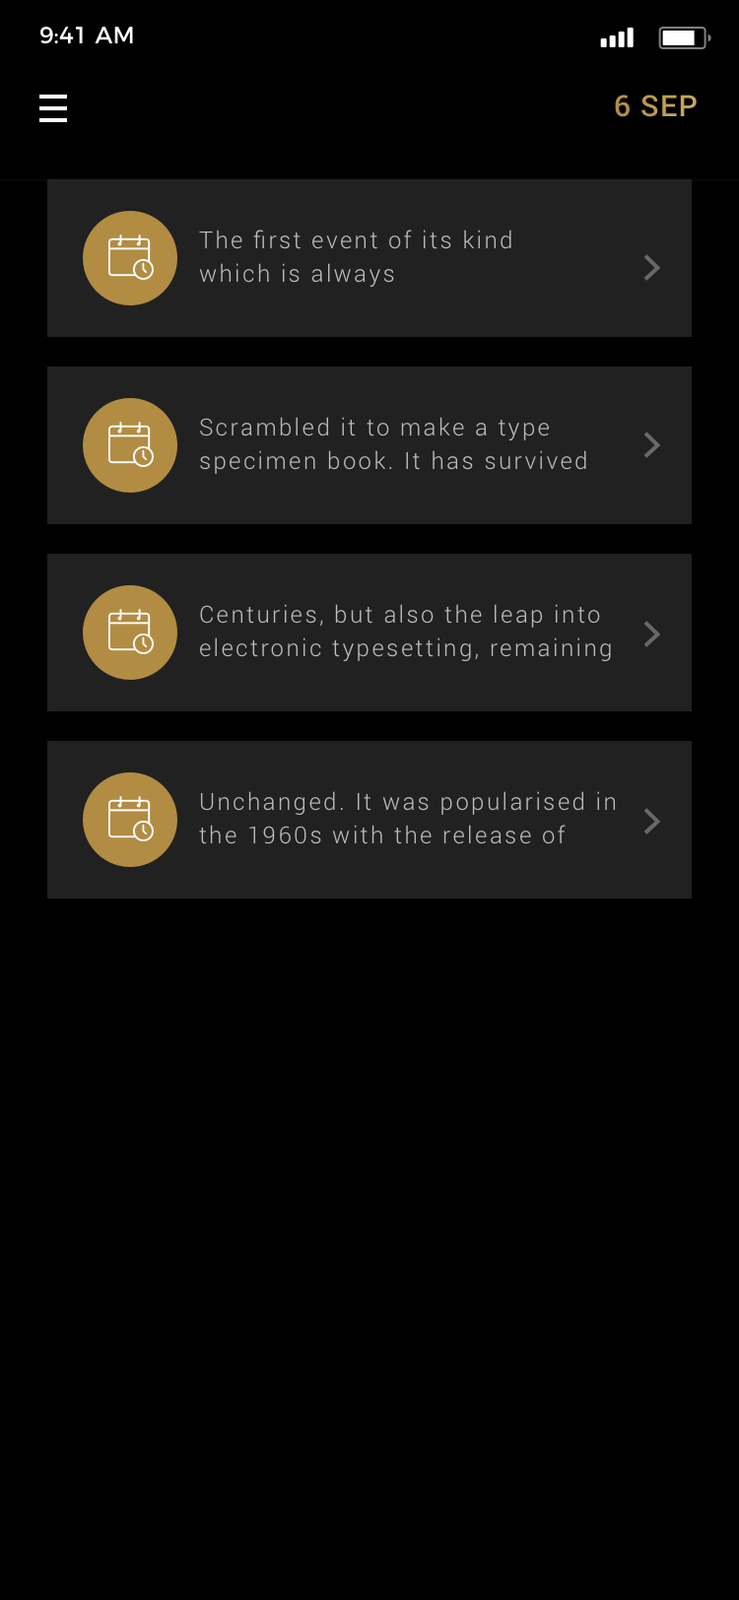 9:41 AM
6 SEP
The first event of its kind
which is always
Scrambled it to make a type
specimen book. It has survived
Centuries, but also the leap into
electronic typesetting, remaining
Unchanged. It was popularised in
the 1960s with the release of